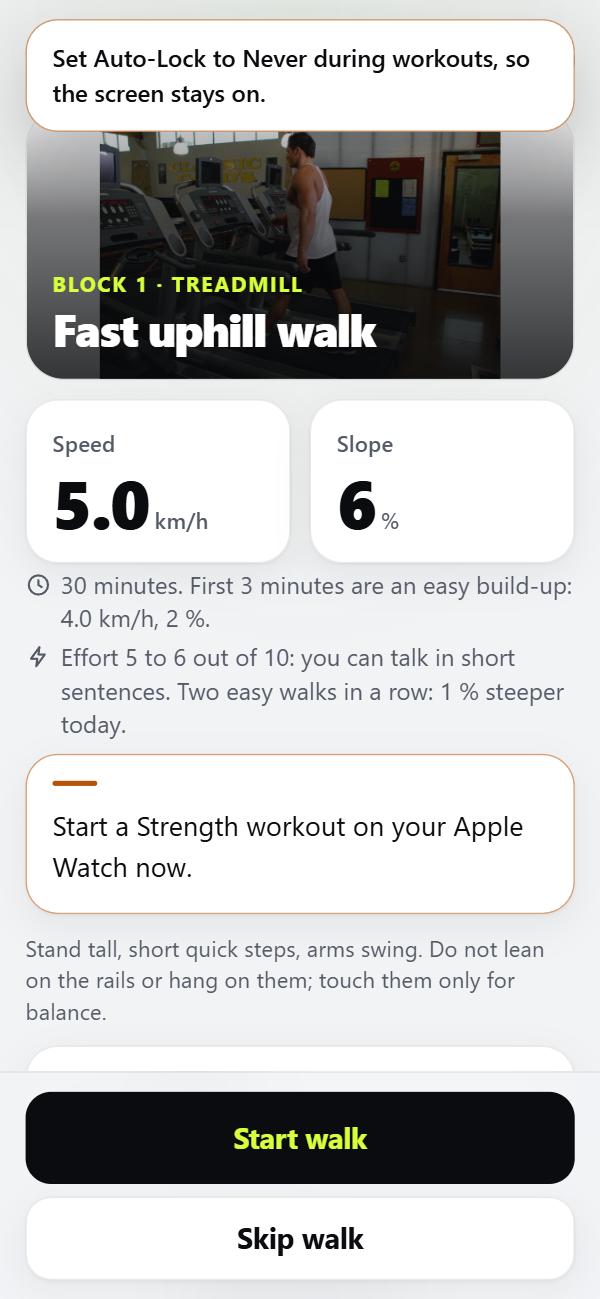 Set Auto-Lock to Never during workouts, so
the screen stays on.
BLOCK 1 · TREADMILL
Fast uphill walk
Speed
5.0 km/h
Slope
6 %
30 minutes. First 3 minutes are an easy build-up:
4.0 km/h, 2 %.
Effort 5 to 6 out of 10: you can talk in short
sentences. Two easy walks in a row: 1 % steeper
today.
Start a Strength workout on your Apple
Watch now.
Stand tall, short quick steps, arms swing. Do not lean
on the rails or hang on them; touch them only for
balance.
Start walk
Skip walk